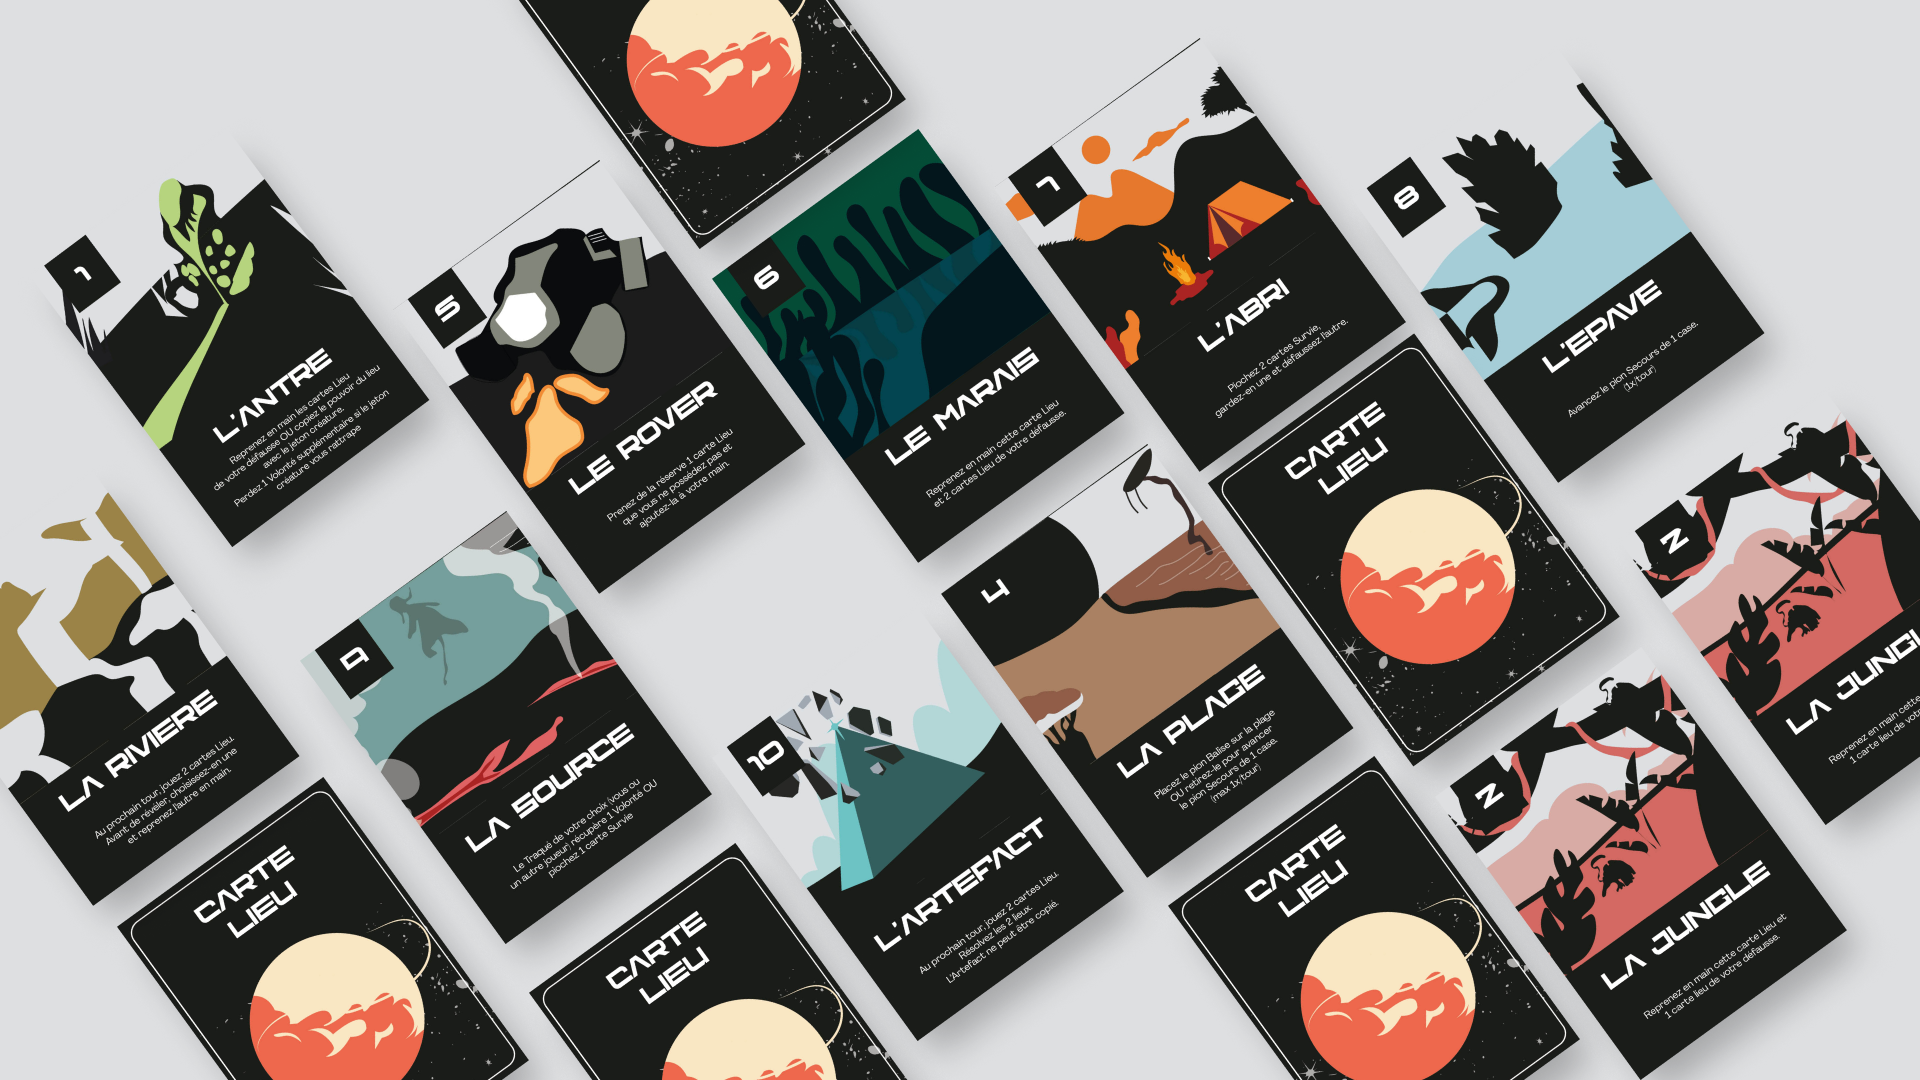 1
L'ANTRE
Reprenez en main les cartes Lieu
de votre défausse OU copiez le pouvoir du lieu
avec le jeton créature.
Perdez 1 Volonté supplémentaire si le jeton
créature vous rattrape
5
LE ROVER
Prenez de la réserve 1 carte Lieu
que vous ne possédez pas et
ajoutez-la à votre main.
6
LE MARAIS
Reprenez en main cette carte Lieu
et 2 cartes Lieu de votre défausse.
7
L'ABRI
Piochez 2 cartes Survie,
gardez-en une et défaussez l'autre.
8
L'EPAVE
Avancez le pion Secours de 1 case.
(1x/tour)
LA RIVIERE
Au prochain tour, jouez 2 cartes Lieu.
Avant de révéler, choisissez-en une
et reprenez l'autre en main.
9
LA SOURCE
Le Traqué de votre choix (vous ou
un autre joueur) récupère 1 Volonté OU
piochez 1 carte Survie
10
L'ARTEFACT
Au prochain tour, jouez 2 cartes Lieu.
Résolvez les 2 lieux.
L'Artefact ne peut être copié.
4
LA PLAGE
Placez le pion Balise sur la plage
OU retirez-le pour avancer
le pion Secours de 1 case.
(max 1x/tour)
CARTE
LIEU
2
LA JUNGL
Reprenez en main cette
1 carte lieu de vot
2
LA JUNGLE
Reprenez en main cette carte Lieu et
1 carte lieu de votre défausse.
CARTE
LIEU
CARTE
LIEU
CARTE
LIEU